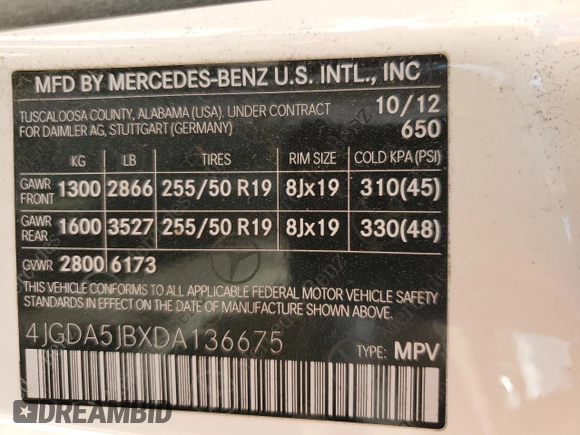 MFD BY MERCEDES-BENZ U.S. INTL., INC
TUSCALOOSA COUNTY, ALABAMA (USA). UNDER CONTRACT 10/12
FOR DAIMLER AG, STUTTGART (GERMANY) 650
KG LB TIRES RIM SIZE COLD KPA (PSI)
GAWR FRONT 1300 2866 255/50 R19 8Jx19 310(45)
GAWR REAR 1600 3527 255/50 R19 8Jx19 330(48)
GVWR 2800 6173
THIS VEHICLE CONFORMS TO ALL APPLICABLE FEDERAL MOTOR VEHICLE SAFETY
STANDARDS IN EFFECT ON THE DATE OF MANUFACTURE SHOWN ABOVE.
4JGDA5JBXDA136675
TYPE: MPV
DREAMBID